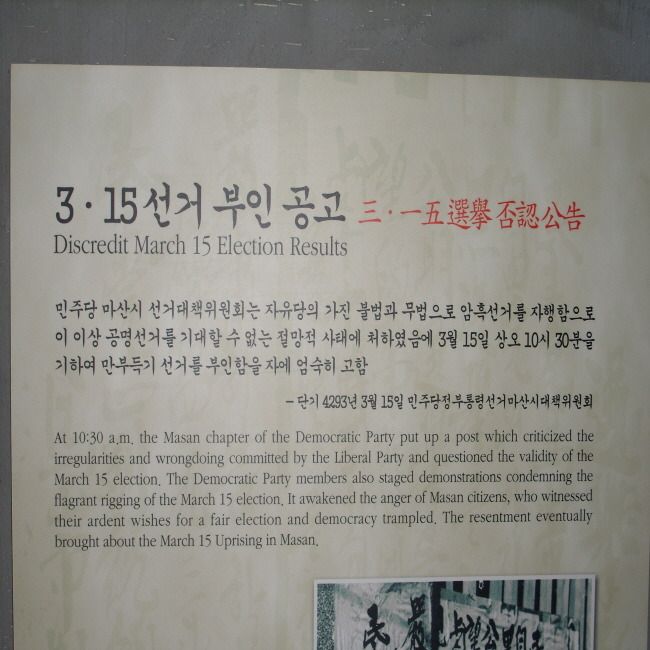 3·15 선거 부인 공고 三·一五 選擧 否認公告
Discredit March 15 Election Results
민주당 마산시 선거대책위원회는 자유당의 가진 불법과 무법으로 암흑선거를 자행함으로
이 이상 공명선거를 기대할 수 없는 절망적 사태에 처하였음에 3월 15일 상오 10시 30분을
기하여 만부득기 선거를 부인함을 자에 엄숙히 고함
– 단기 4293년 3월 15일 민주당정부통령선거마산시대책위원회
At 10:30 a.m. the Masan chapter of the Democratic Party put up a post which criticized the
irregularities and wrongdoing committed by the Liberal Party and questioned the validity of the
March 15 election. The Democratic Party members also staged demonstrations condemning the
flagrant rigging of the March 15 election. It awakened the anger of Masan citizens, who witnessed
their ardent wishes for a fair election and democracy trampled. The resentment eventually
brought about the March 15 Uprising in Masan.